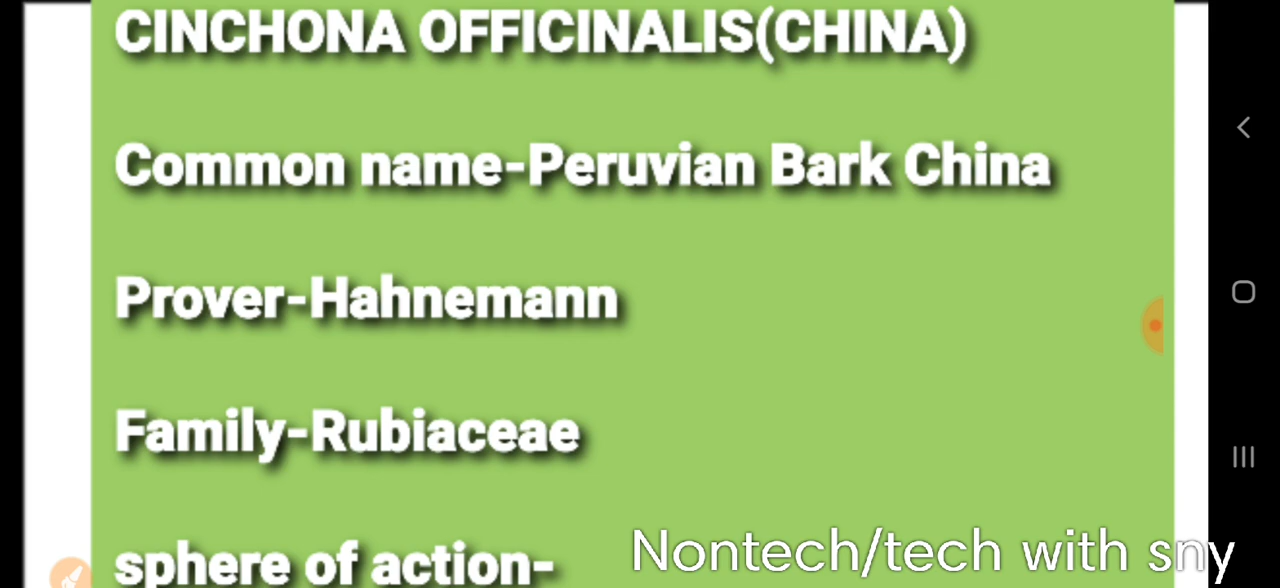 CINCHONA OFFICINALIS(CHINA)
Common name-Peruvian Bark China
Prover-Hahnemann
Family-Rubiaceae
sphere of action-
Nontech/tech with sny